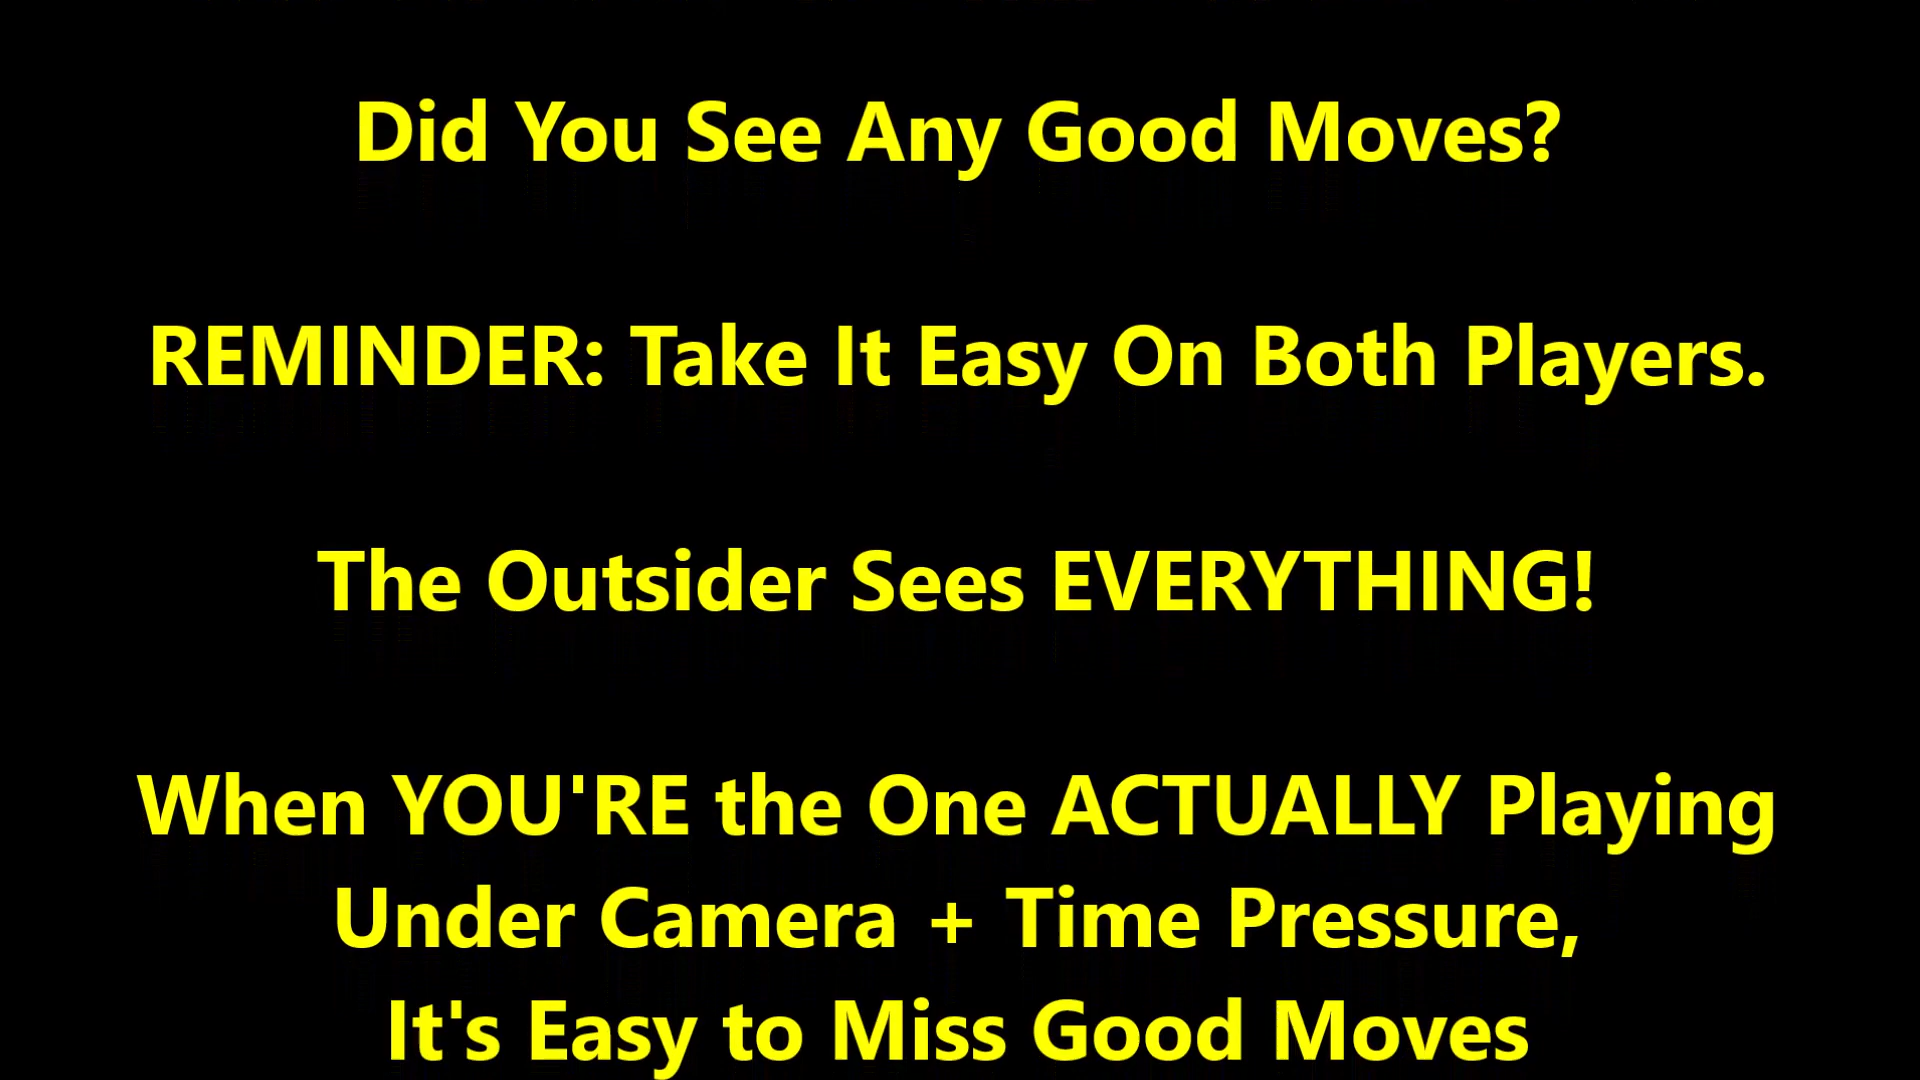 Did You See Any Good Moves?
REMINDER: Take It Easy On Both Players.
The Outsider Sees EVERYTHING!
When YOU'RE the One ACTUALLY Playing
Under Camera + Time Pressure,
It's Easy to Miss Good Moves